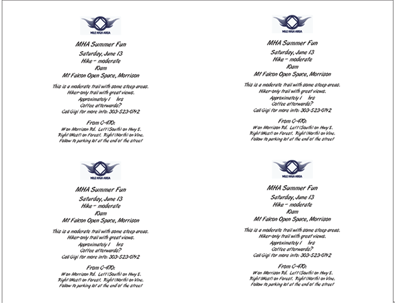 MILE HIGH AREA
MHA Summer Fun
Saturday, June 13
Hike – moderate
10am
Mt Falcon Open Space, Morrison
This is a moderate trail with some steep areas.
Hiker-only trail with great views.
Approximately 1 hrs
Coffee afterwards?
Call Gigi for more info: 303-523-0742
From C-470:
W on Morrison Rd. Left (South) on Hwy 8.
Right (West) on Forest. Right (North) on Vine.
Follow to parking lot at the end of the street
MILE HIGH AREA
MHA Summer Fun
Saturday, June 13
Hike – moderate
10am
Mt Falcon Open Space, Morrison
This is a moderate trail with some steep areas.
Hiker-only trail with great views.
Approximately 1 hrs
Coffee afterwards?
Call Gigi for more info: 303-523-0742
From C-470:
W on Morrison Rd. Left (South) on Hwy 8.
Right (West) on Forest. Right (North) on Vine.
Follow to parking lot at the end of the street
MILE HIGH AREA
MHA Summer Fun
Saturday, June 13
Hike – moderate
10am
Mt Falcon Open Space, Morrison
This is a moderate trail with some steep areas.
Hiker-only trail with great views.
Approximately 1 hrs
Coffee afterwards?
Call Gigi for more info: 303-523-0742
From C-470:
W on Morrison Rd. Left (South) on Hwy 8.
Right (West) on Forest. Right (North) on Vine.
Follow to parking lot at the end of the street
MILE HIGH AREA
MHA Summer Fun
Saturday, June 13
Hike – moderate
10am
Mt Falcon Open Space, Morrison
This is a moderate trail with some steep areas.
Hiker-only trail with great views.
Approximately 1 hrs
Coffee afterwards?
Call Gigi for more info: 303-523-0742
From C-470:
W on Morrison Rd. Left (South) on Hwy 8.
Right (West) on Forest. Right (North) on Vine.
Follow to parking lot at the end of the street